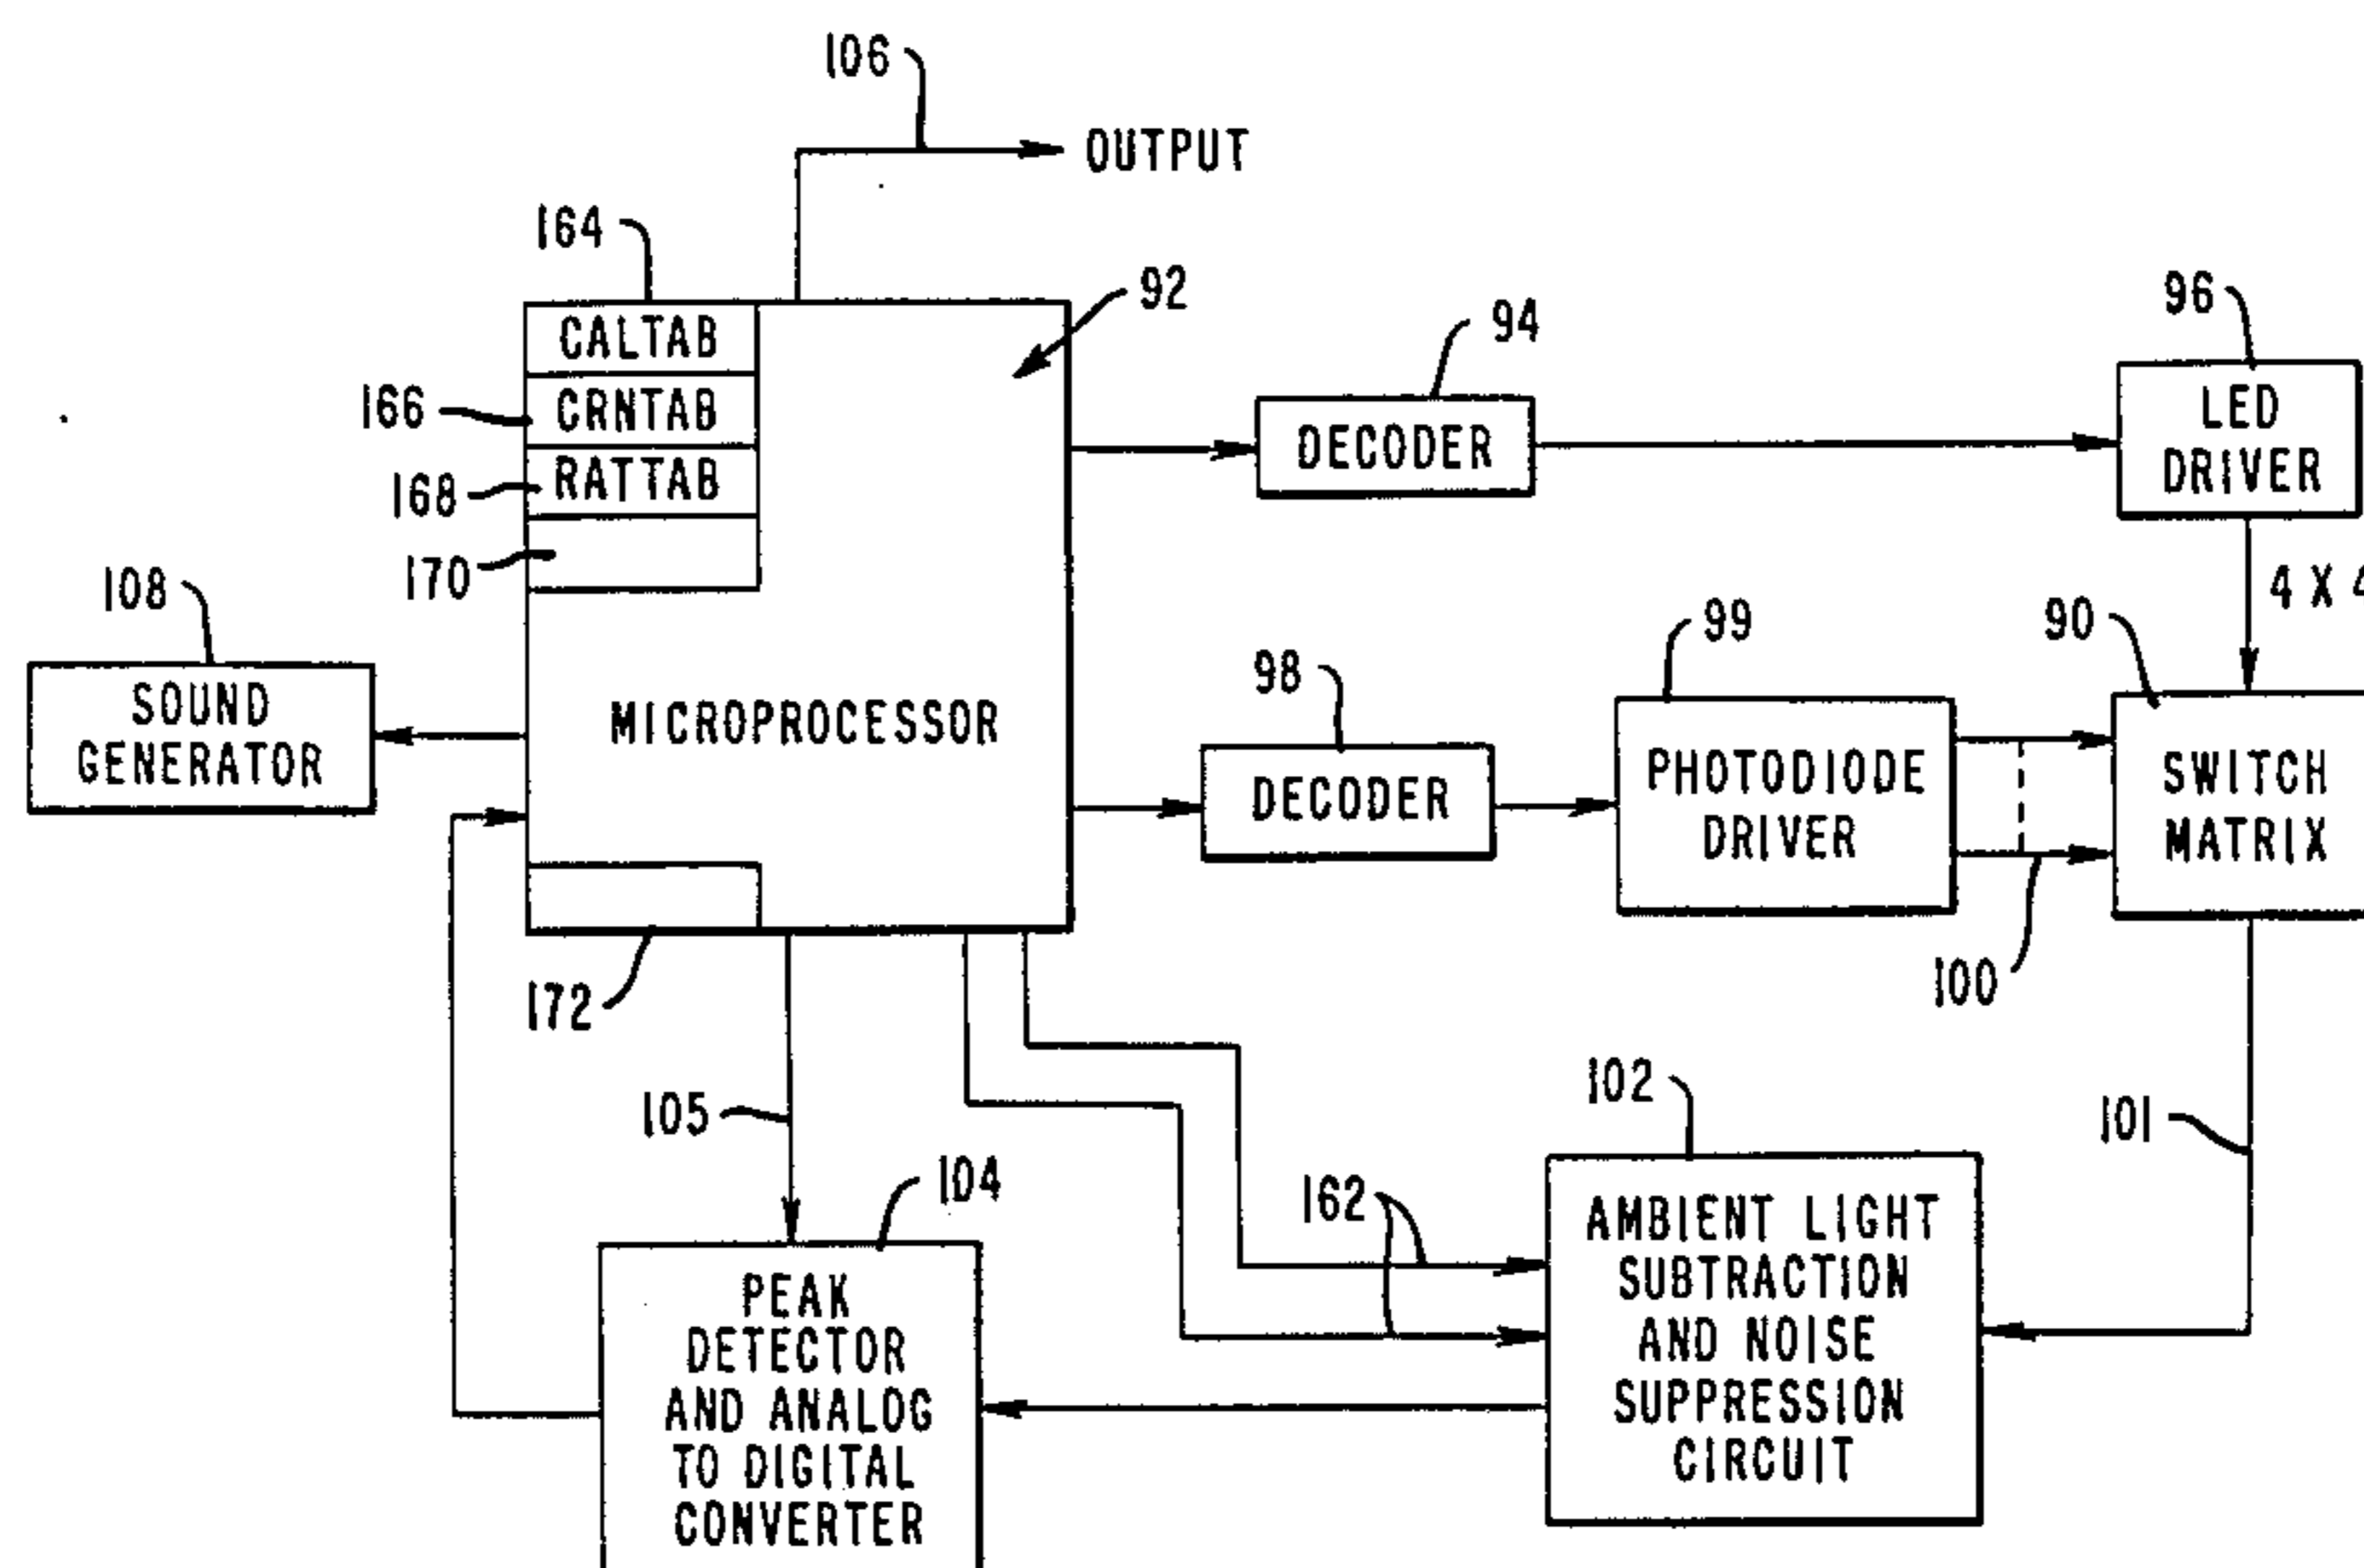 106
OUTPUT
164
92
CALTAB
94
96
166
CRNTAB
DECODER
LED
DRIVER
168
RATTAB
170
4 X 4
108
99
90
98
SOUND
GENERATOR
MICROPROCESSOR
DECODER
PHOTODIODE
DRIVER
SWITCH
MATRIX
100
172
105
102
101
104
162
AMBIENT LIGHT
SUBTRACTION
AND NOISE
SUPPRESSION
CIRCUIT
PEAK
DETECTOR
AND ANALOG
TO DIGITAL
CONVERTER